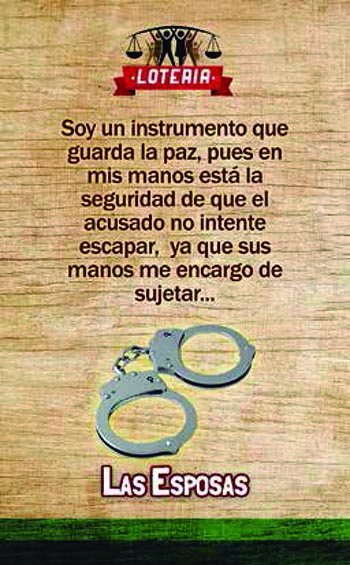 LOTERIA
Soy un instrumento que
guarda la paz, pues en
mis manos está la
seguridad de que el
acusado no intente
escapar, ya que sus
manos me encargo de
sujetar...
LAS ESPOSAS